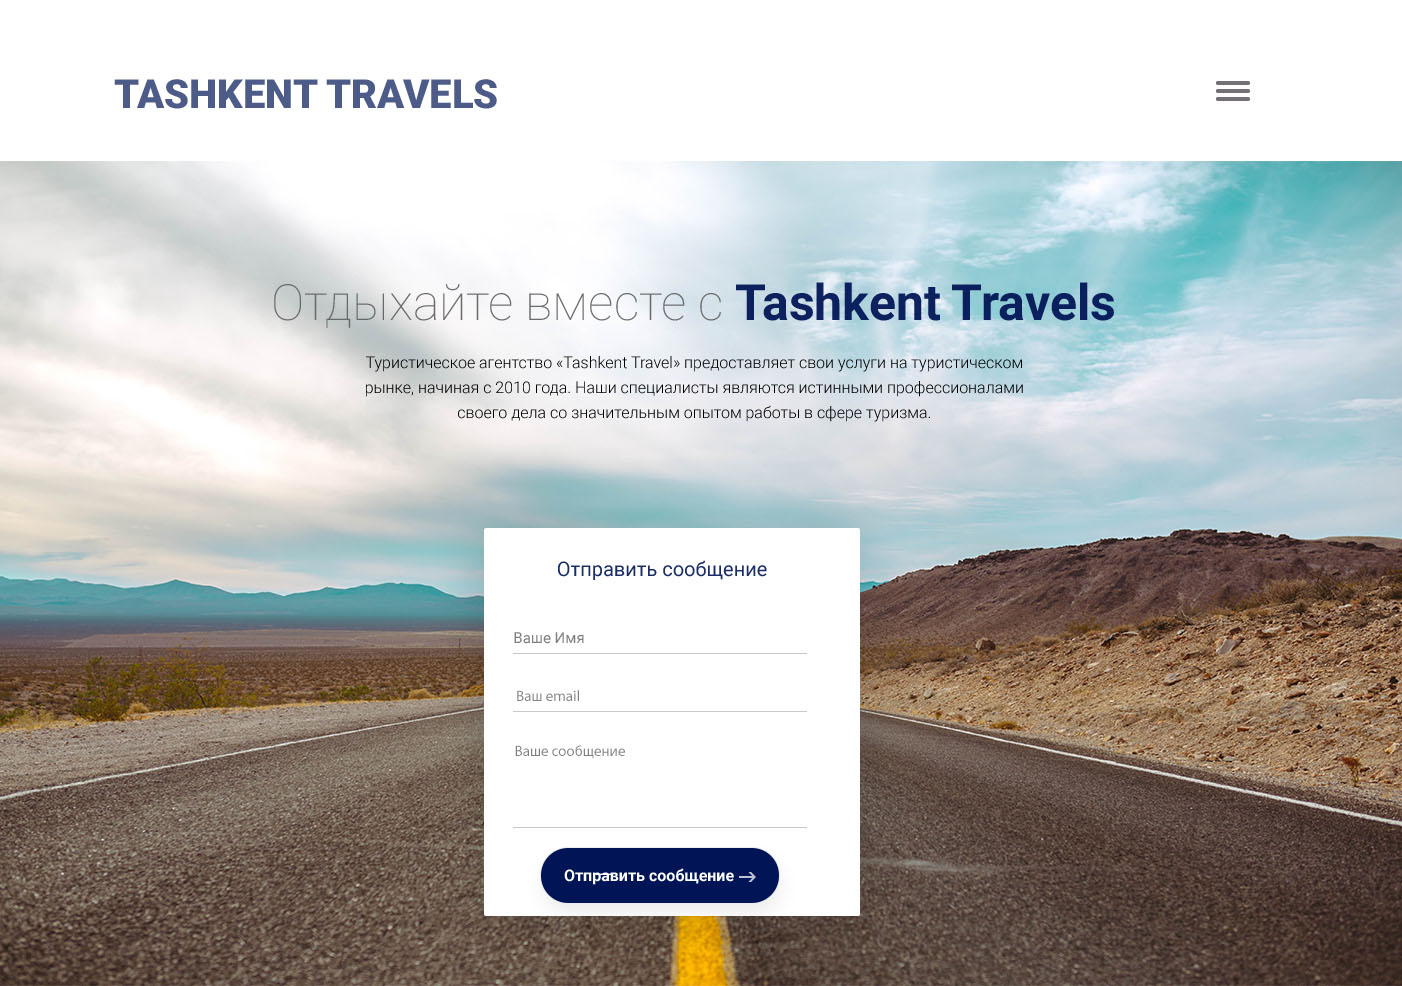 TASHKENT TRAVELS
Отдыхайте вместе с Tashkent Travels
Туристическое агентство «Tashkent Travel» предоставляет свои услуги на туристическом
рынке, начиная с 2010 года. Наши специалисты являются истинными профессионалами
своего дела со значительным опытом работы в сфере туризма.
Отправить сообщение
Ваше Имя
Ваш email
Ваше сообщение
Отправить сообщение →